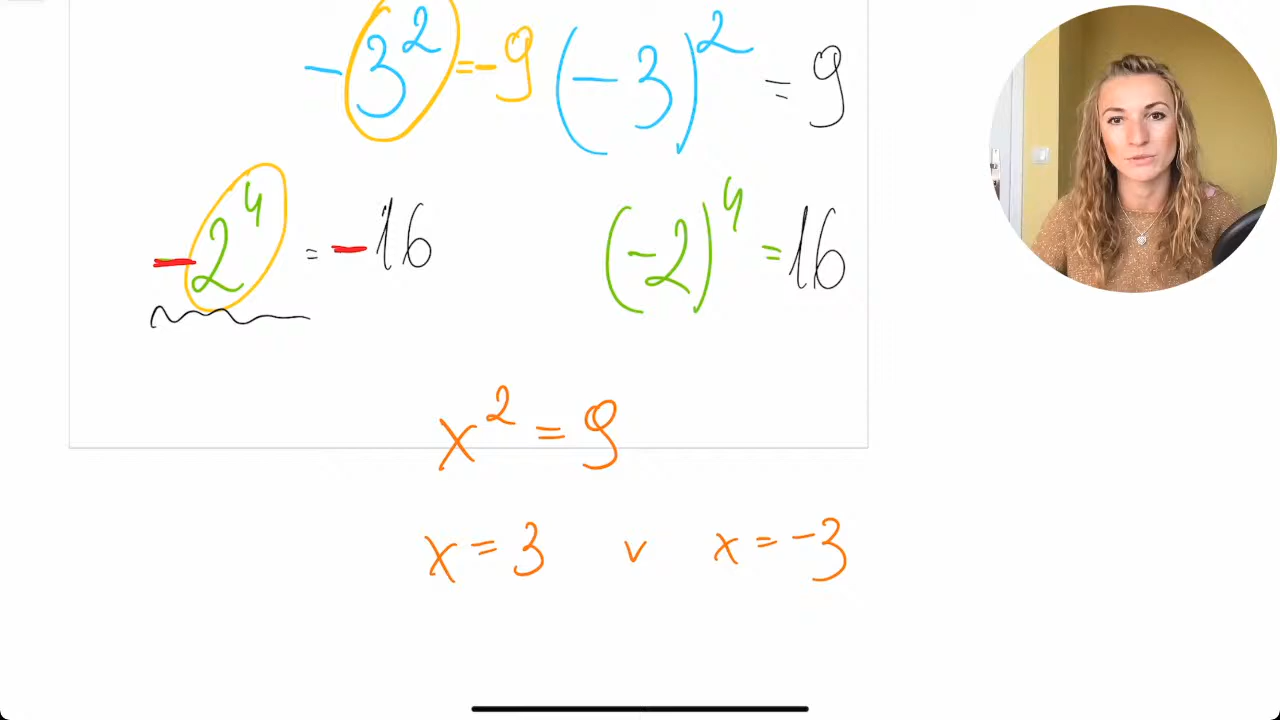 -3² = -9 (-3)² = 9
-2⁴ = -16 (-2)⁴ = 16
x² = 9
x = 3 v x = -3